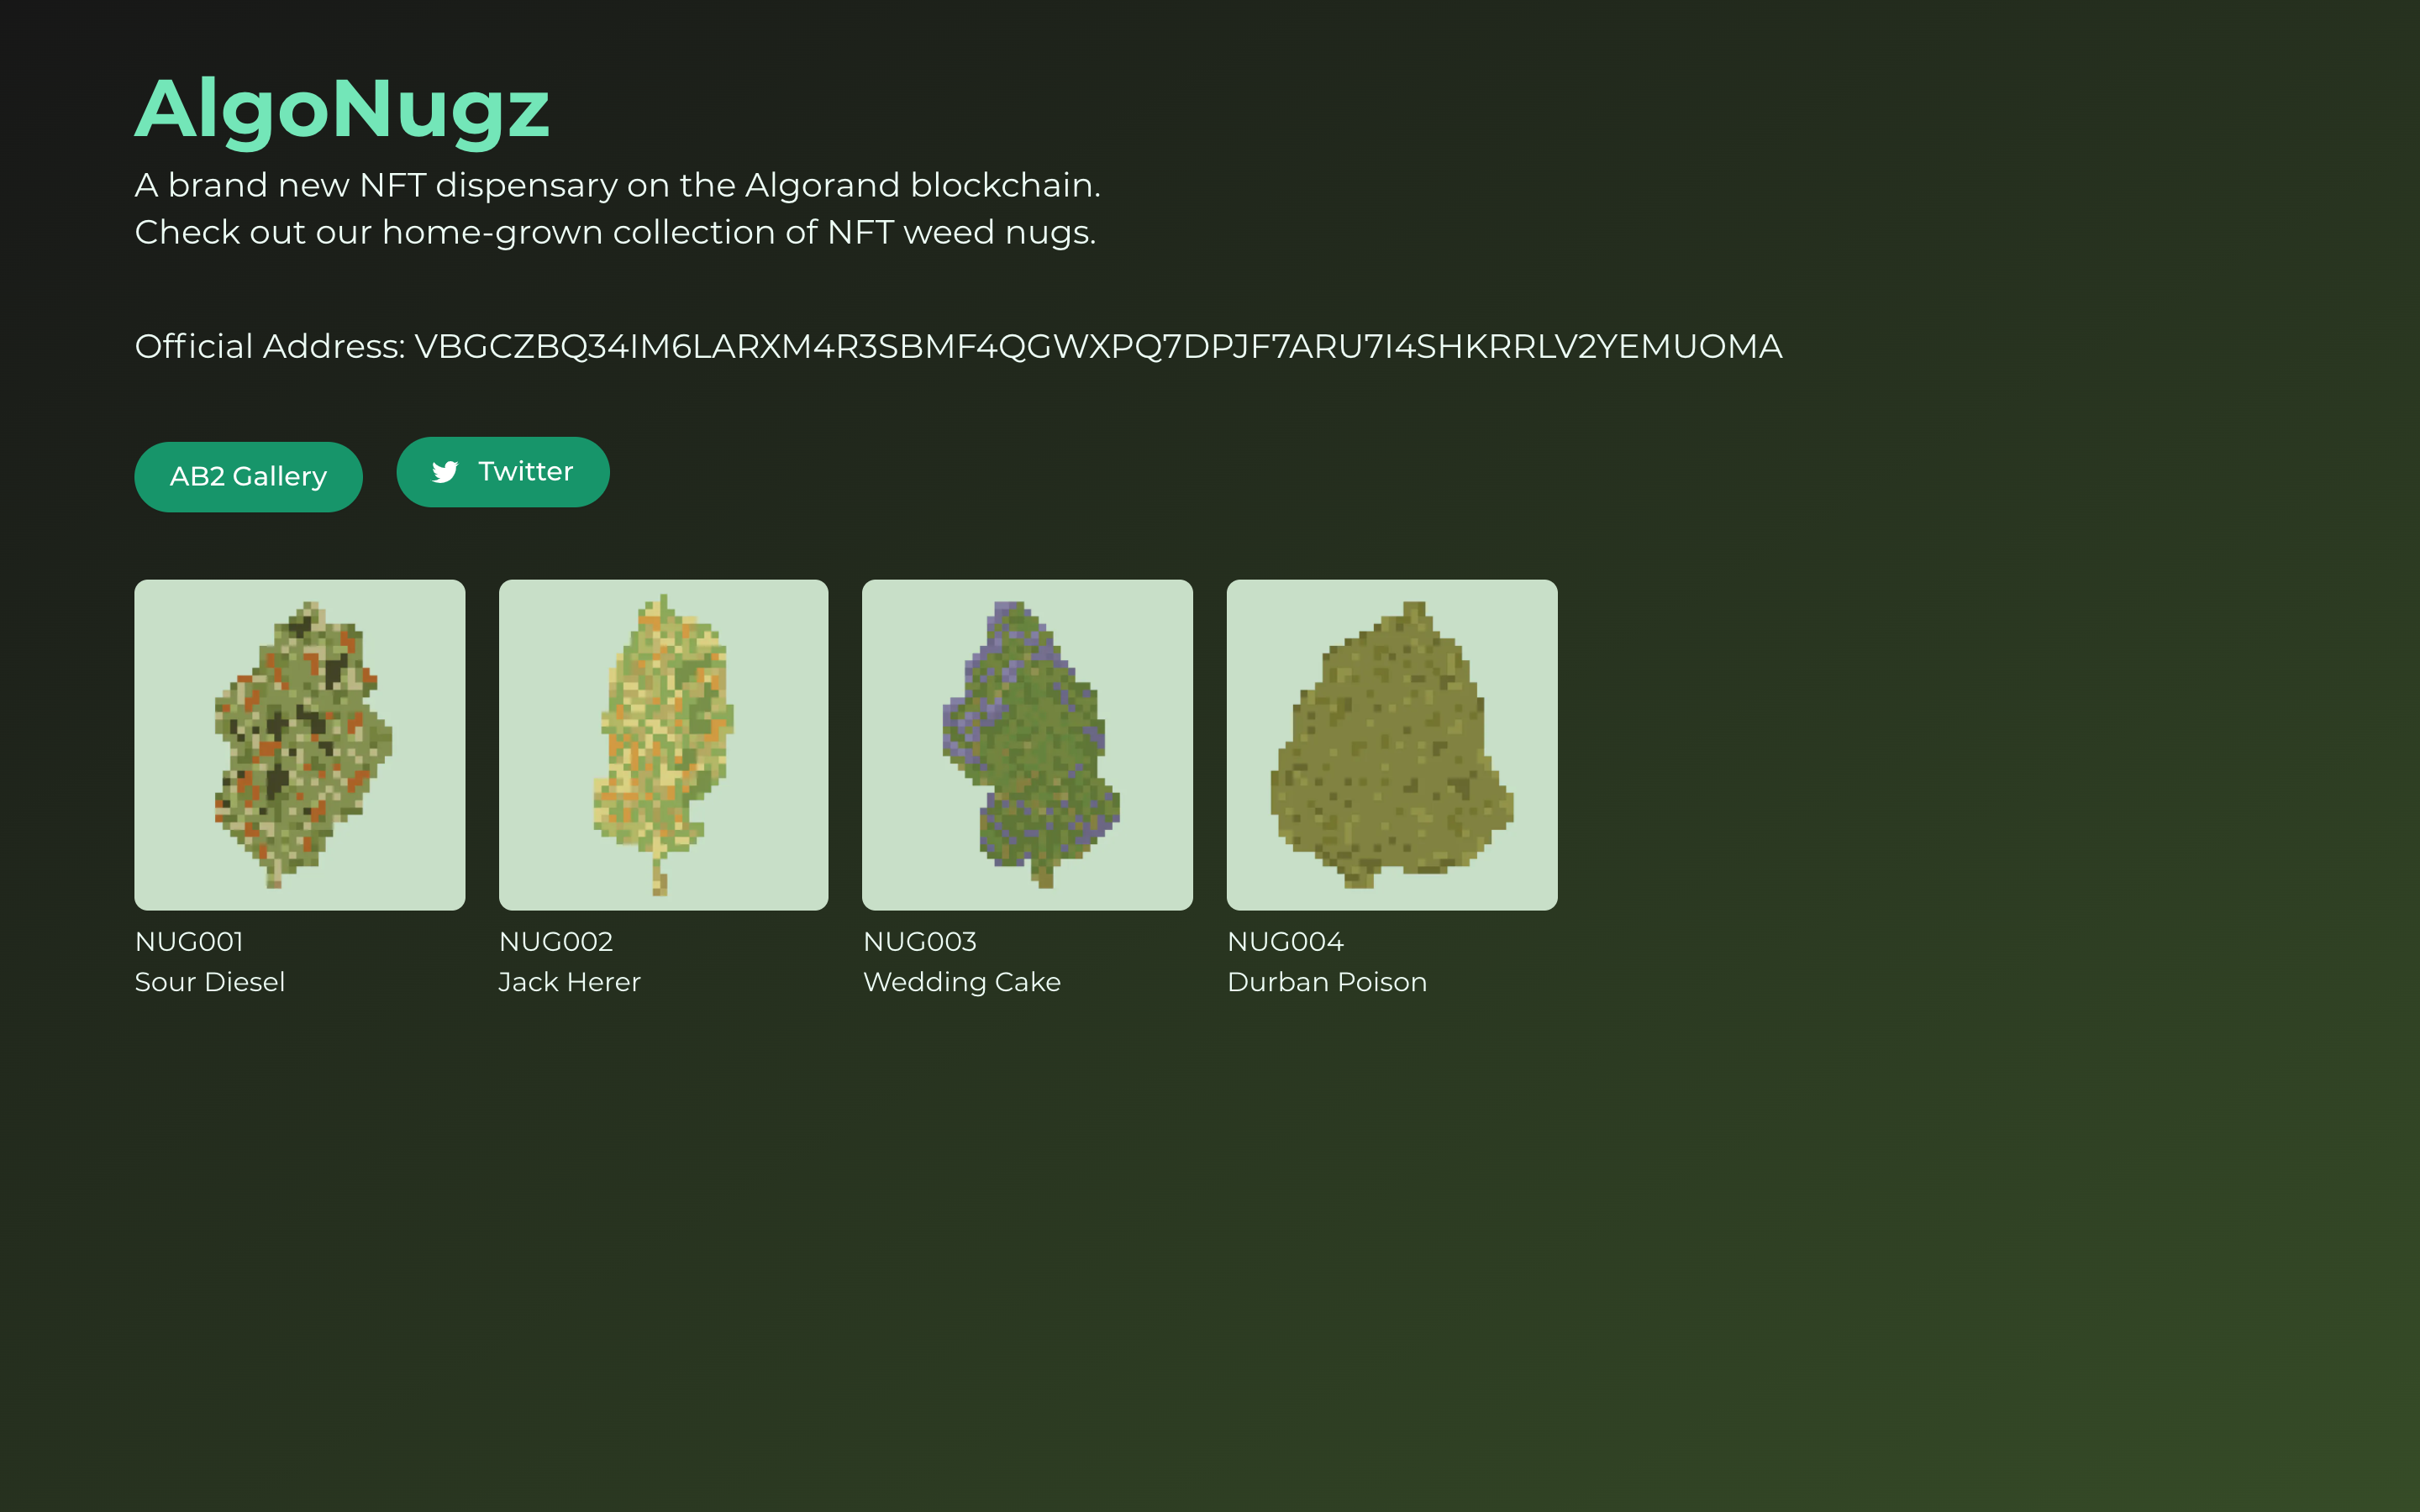 AlgoNugz
A brand new NFT dispensary on the Algorand blockchain.
Check out our home-grown collection of NFT weed nugs.
Official Address: VBGCZBQ34IM6LARXM4R3SBMF4QGWXPQ7DPJF7ARU7I4SHKRRLV2YEMUOMA
AB2 Gallery
Twitter
NUG001
Sour Diesel
NUG002
Jack Herer
NUG003
Wedding Cake
NUG004
Durban Poison